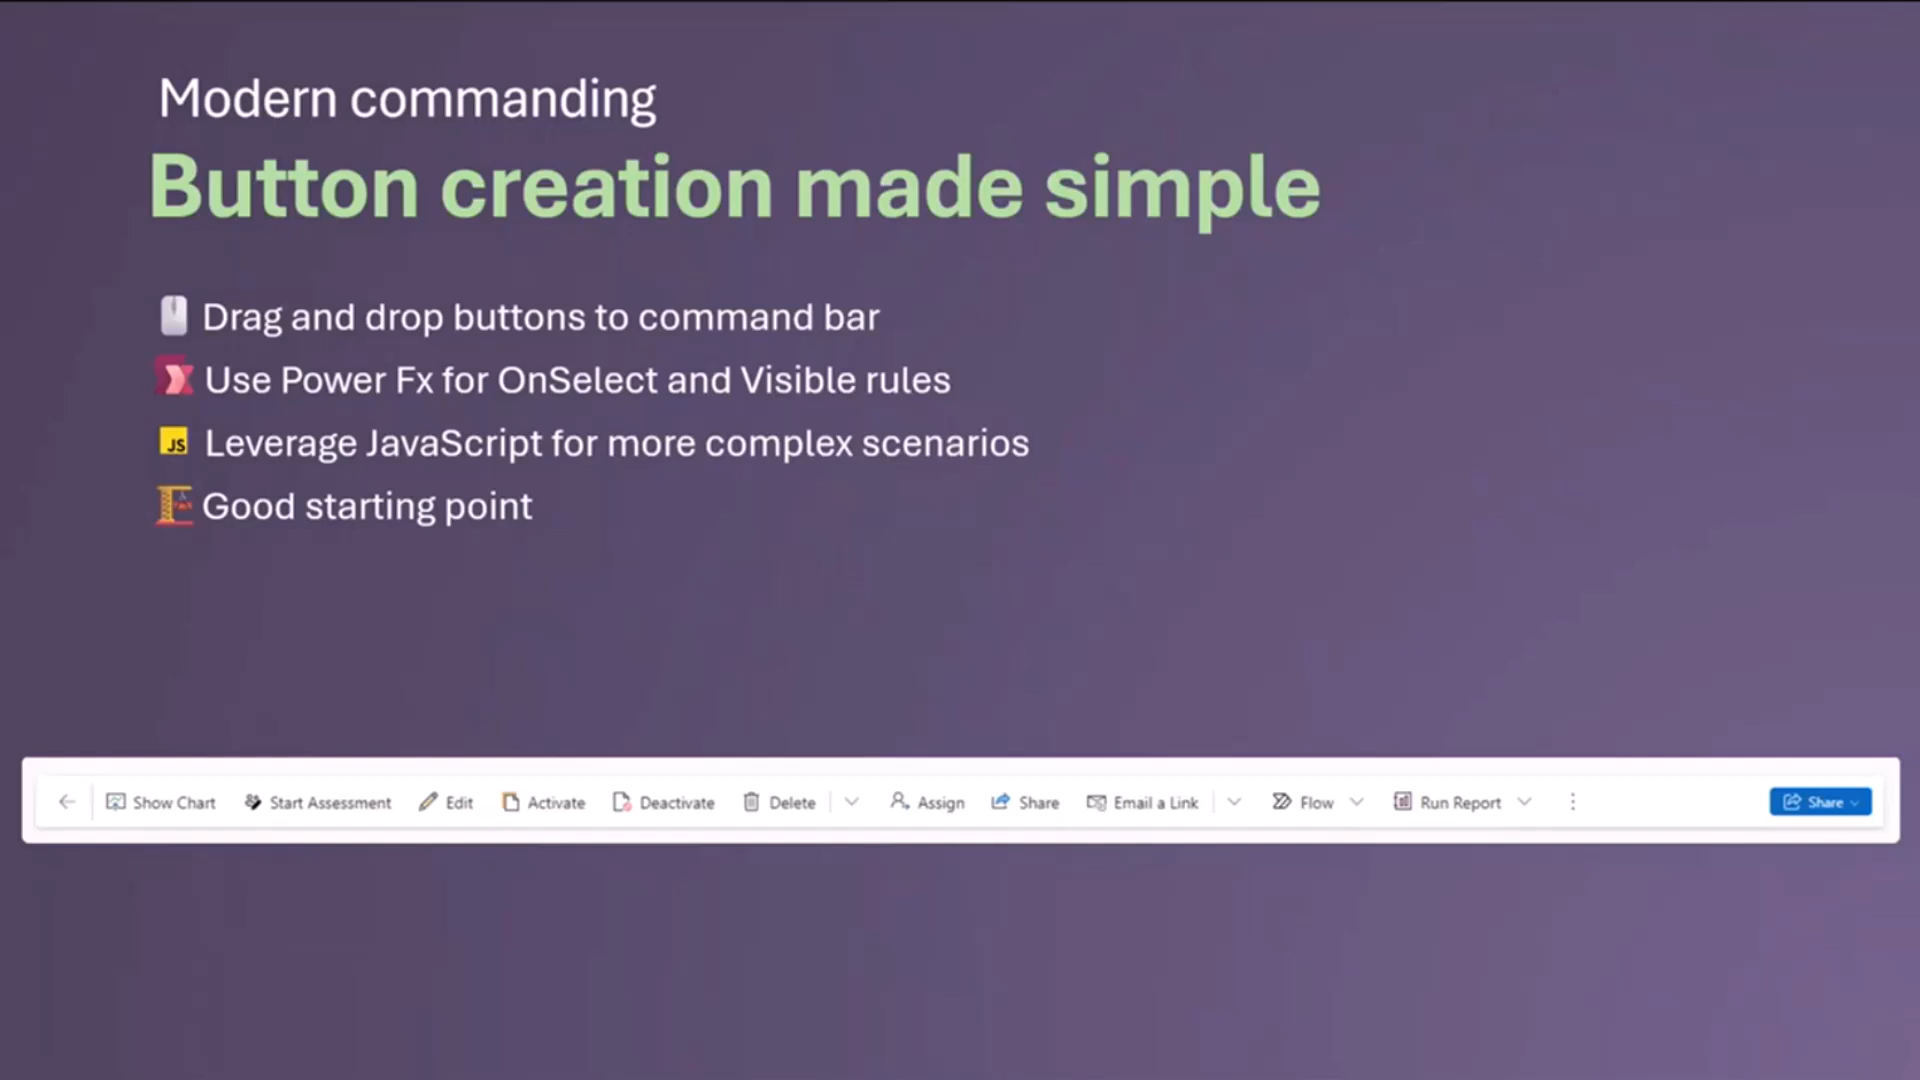 Modern commanding
Button creation made simple
Drag and drop buttons to command bar
Use Power Fx for OnSelect and Visible rules
JS Leverage JavaScript for more complex scenarios
Good starting point
Show Chart Start Assessment Edit Activate Deactivate Delete Assign Share Email a Link Flow Run Report Share